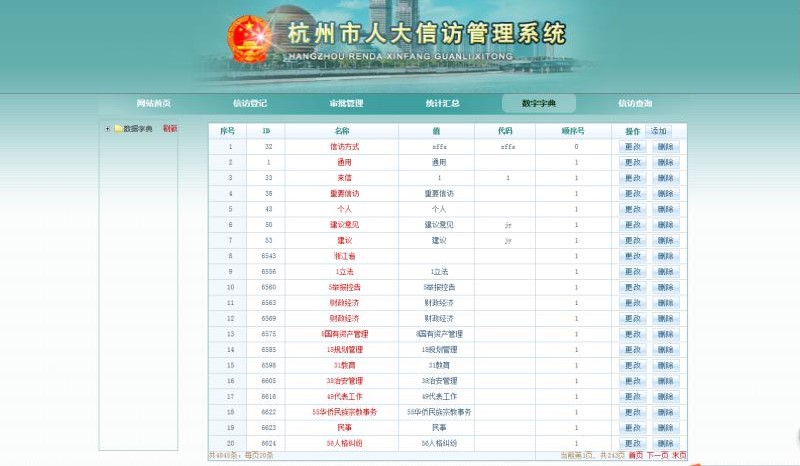 杭州市人大信访管理系统
HANGZHOU RENDA XINFANG GUANLI XITONG
网站首页 信访登记 审批管理 统计汇总 数字字典 信访查询
数据字典 刷新
序号 ID 名称 值 代码 顺序号 操作 添加
1 32 信访方式 xffs xffs 0 更改 删除
2 1 通用 通用 1 更改 删除
3 33 来信 1 1 1 更改 删除
4 38 重要信访 重要信访 1 更改 删除
5 43 个人 个人 1 更改 删除
6 50 建议意见 建议意见 jy 1 更改 删除
7 53 建议 建议 jy 1 更改 删除
8 6543 浙江省 1 更改 删除
9 6556 1立法 1立法 1 更改 删除
10 6560 5举报控告 5举报控告 1 更改 删除
11 6563 财政经济 财政经济 1 更改 删除
12 6569 财政经济 财政经济 1 更改 删除
13 6575 8国有资产管理 8国有资产管理 1 更改 删除
14 6585 18规划管理 18规划管理 1 更改 删除
15 6598 31教育 31教育 1 更改 删除
16 6605 38治安管理 38治安管理 1 更改 删除
17 6616 49代表工作 49代表工作 1 更改 删除
18 6622 55华侨民族宗教事务 55华侨民族宗教事务 1 更改 删除
19 6623 民事 民事 1 更改 删除
20 6624 56人格纠纷 56人格纠纷 1 更改 删除
共4848条：每页20条 当前第1页、共243页 首页 下一页 末页